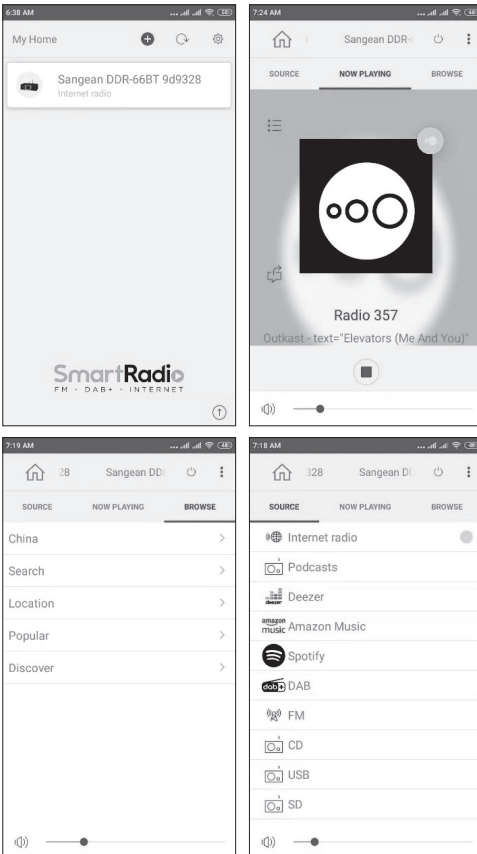 6:38 AM
58
My Home
Sangean DDR-66BT 9d9328
Internet radio
SmartRadio
FM · DAB+ · INTERNET
7:24 AM
Sangean DDR-
SOURCE NOW PLAYING BROWSE
Radio 357
Outkast - text="Elevators (Me And You)"
7:19 AM
28 Sangean DD
SOURCE NOW PLAYING BROWSE
China
Search
Location
Popular
Discover
7:18 AM
328 Sangean D
SOURCE NOW PLAYING BROWSE
Internet radio
Podcasts
deezer Deezer
amazon music Amazon Music
Spotify
dab+ DAB
FM
CD
USB
SD